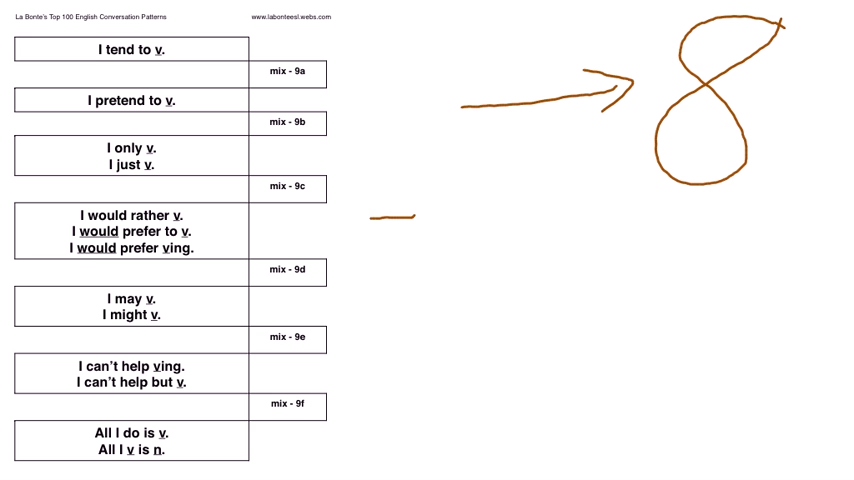 La Bonte's Top 100 English Conversation Patterns
www.labonteesl.webs.com
I tend to v.
mix - 9a
I pretend to v.
mix - 9b
I only v.
I just v.
mix - 9c
I would rather v.
I would prefer to v.
I would prefer ving.
mix - 9d
I may v.
I might v.
mix - 9e
I can't help ving.
I can't help but v.
mix - 9f
All I do is v.
All I v is n.
8